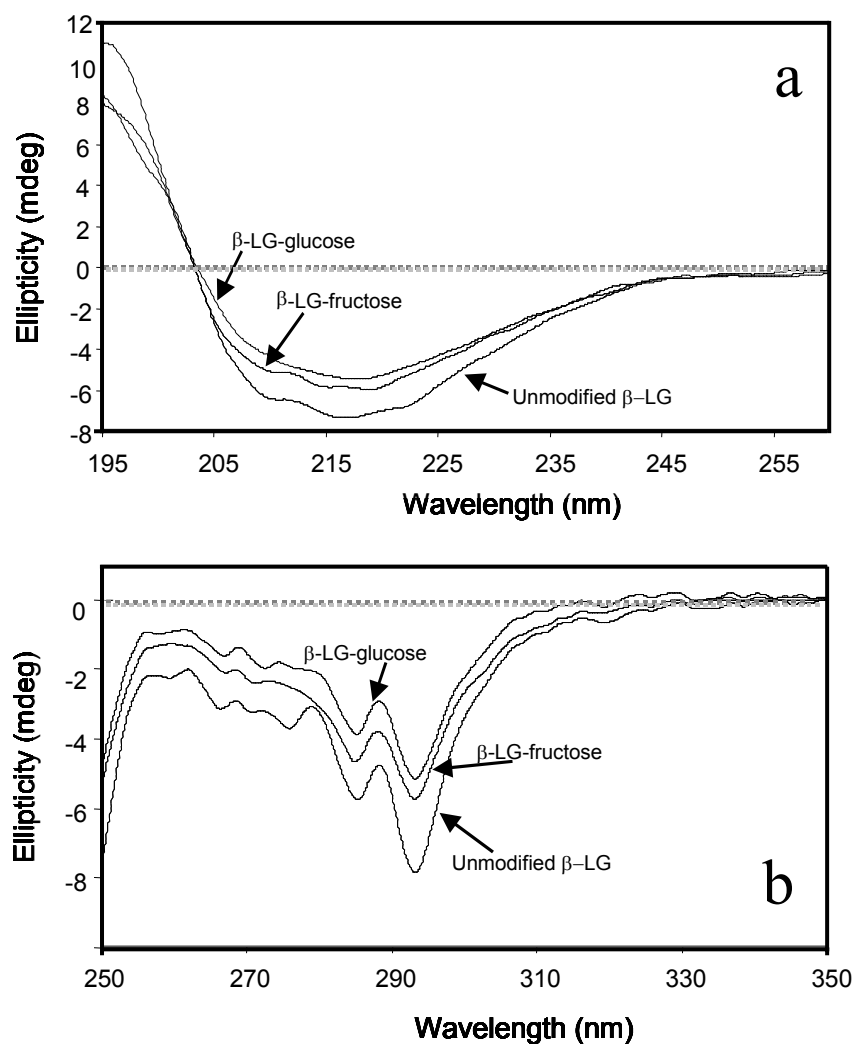 a
Ellipticity (mdeg)
12
10
8
6
4
2
0
-2
-4
-6
-8
β-LG-glucose
β-LG-fructose
Unmodified β–LG
195
205
215
225
235
245
255
Wavelength (nm)
Ellipticity (mdeg)
0
-2
-4
-6
-8
β-LG-glucose
β-LG-fructose
Unmodified β–LG
b
250
270
290
310
330
350
Wavelength (nm)